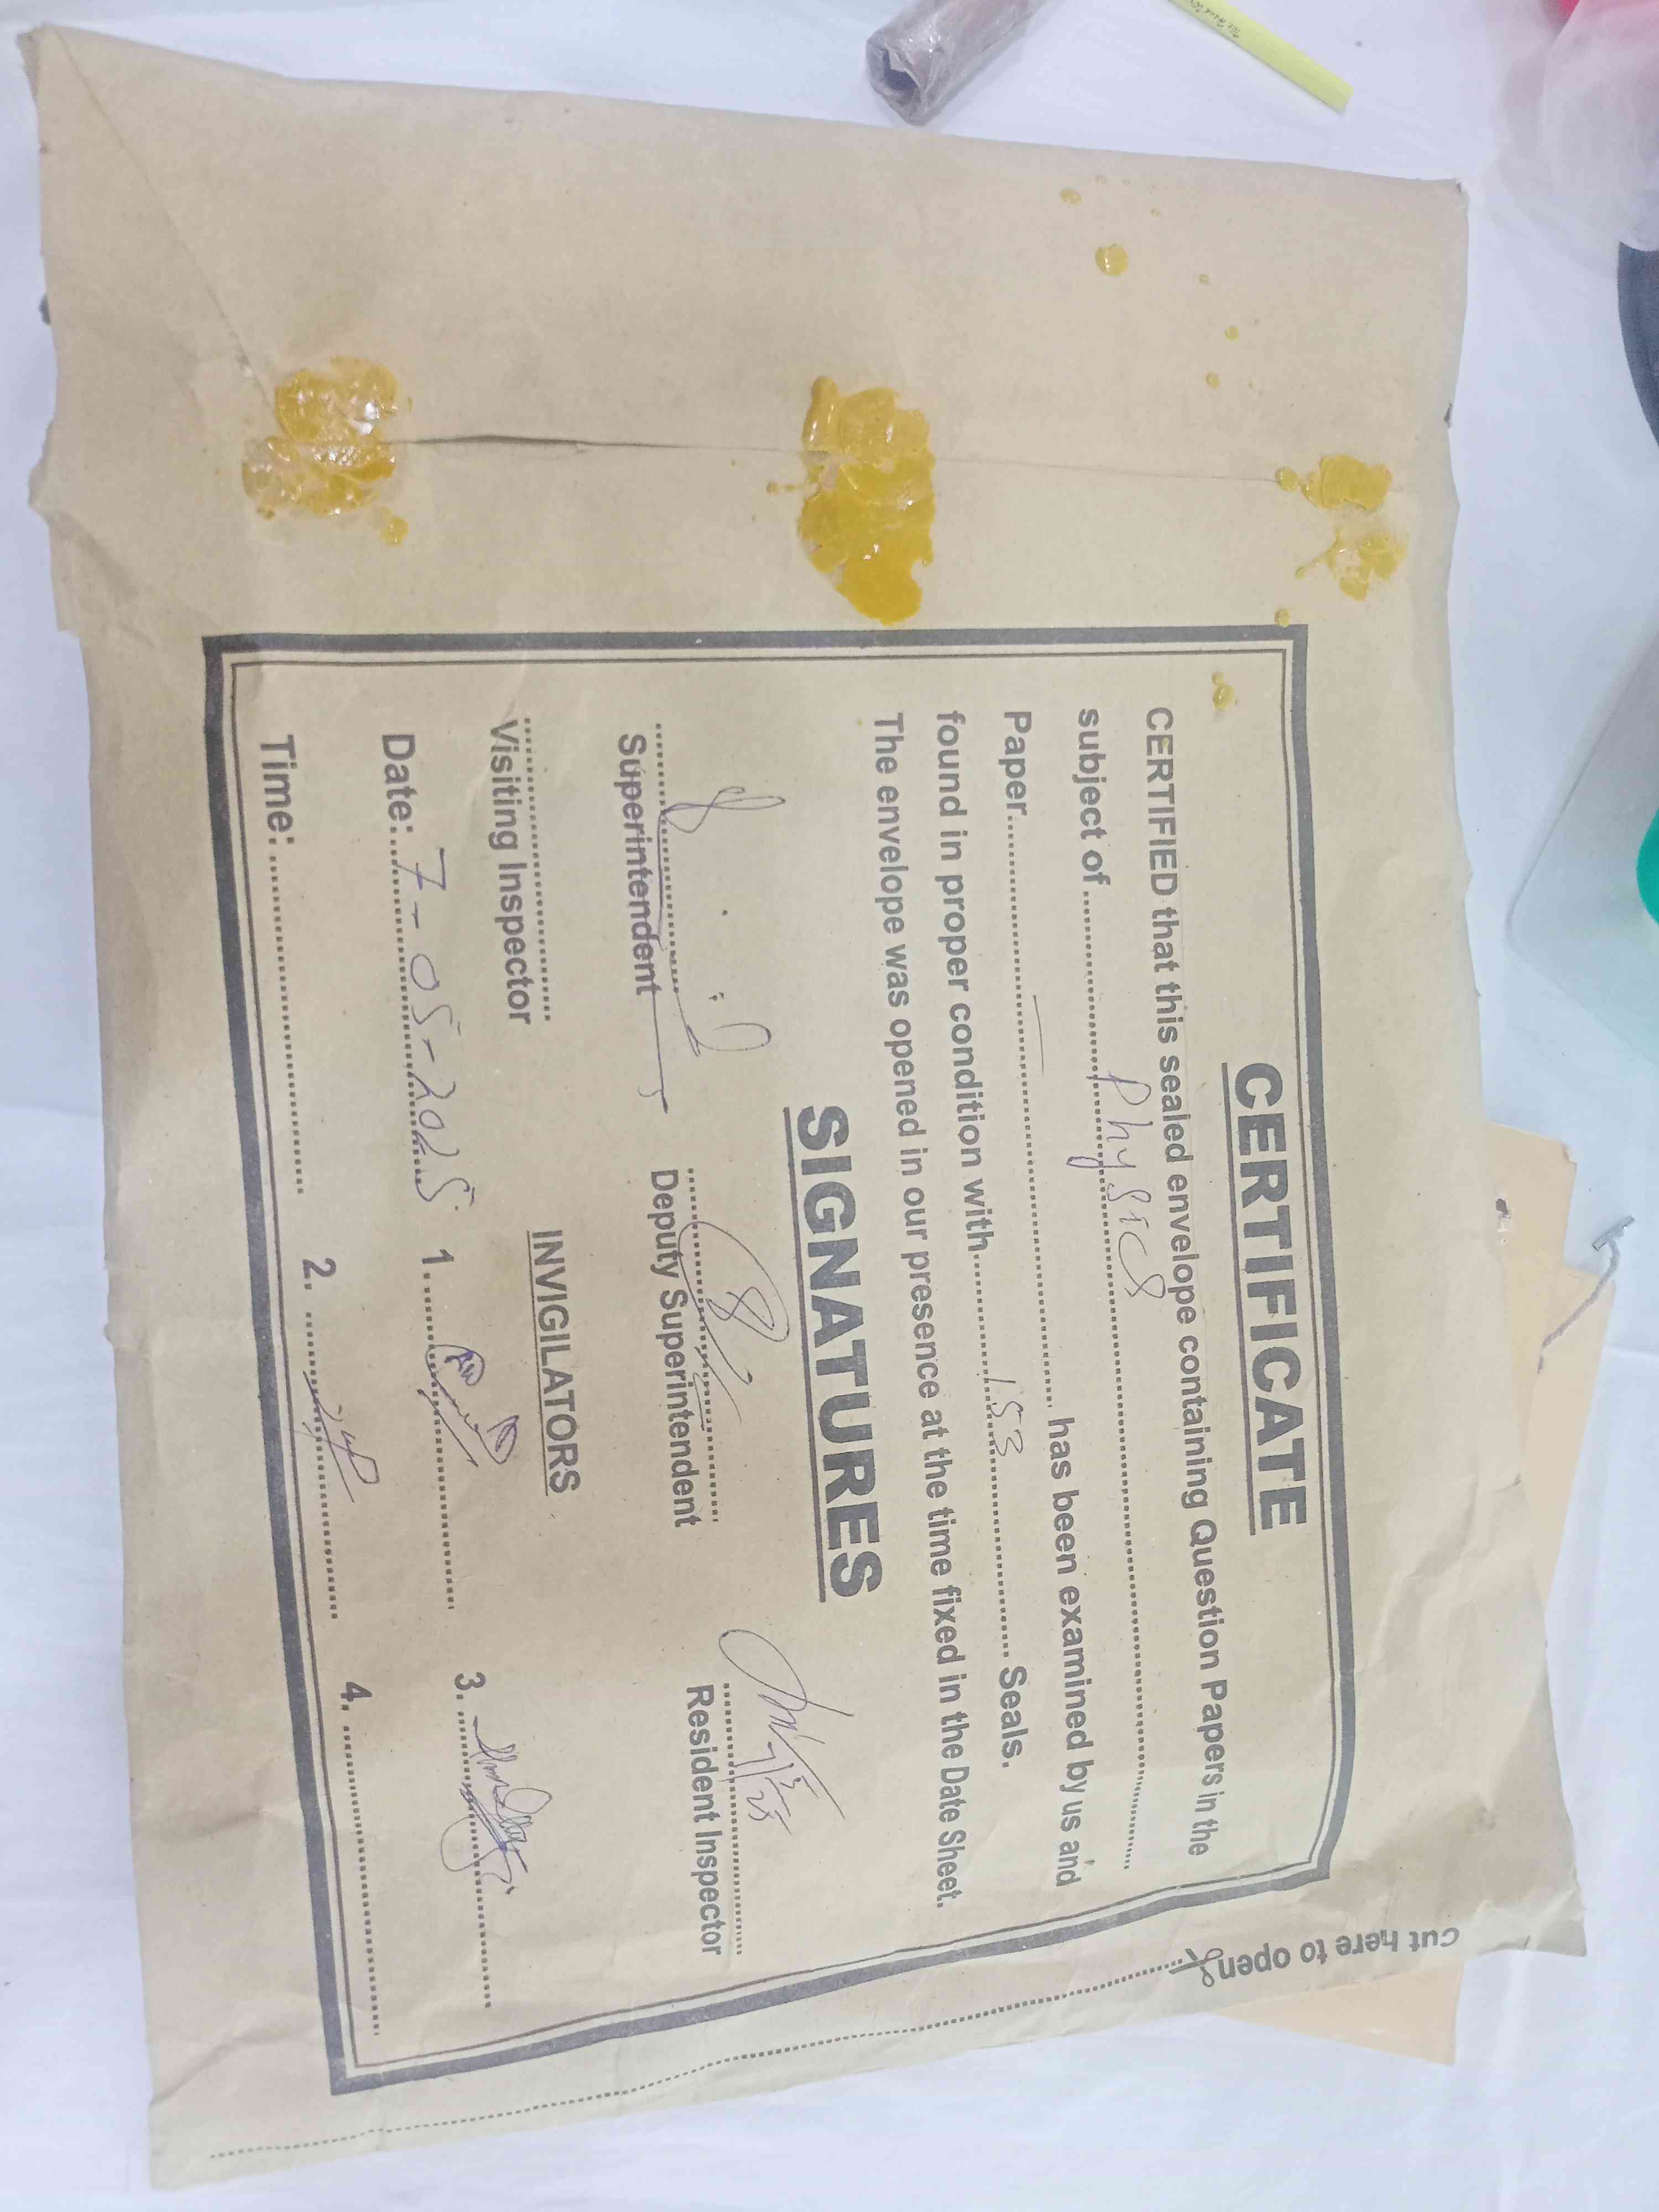 CERTIFICATE
CERTIFIED that this sealed envelope containing Question Papers in the
subject of ............ Physics ............
Paper............ has been examined by us and
found in proper condition with............ 153 ............ Seals.
The envelope was opened in our presence at the time fixed in the Date Sheet.
SIGNATURES
Superintendent Deputy Superintendent Resident Inspector
Visiting Inspector
INVIGILATORS
Date: 7-05-2025 1. 3.
Time: 2. 4.
Cut here to open